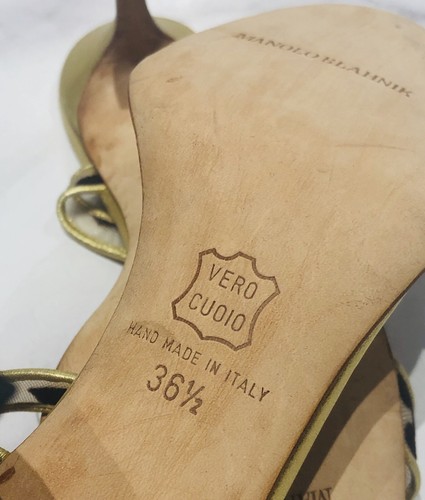 MANOLO BLAHNIK
VERO
CUOIO
HAND MADE IN ITALY
36½